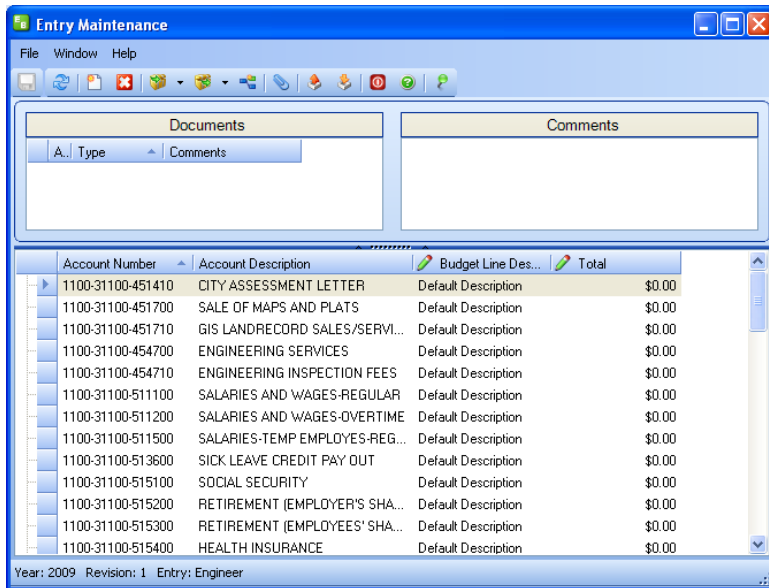 Entry Maintenance
File Window Help
Documents
Comments
A.. Type Comments
Account Number Account Description Budget Line Des... Total
1100-31100-451410 CITY ASSESSMENT LETTER Default Description $0.00
1100-31100-451700 SALE OF MAPS AND PLATS Default Description $0.00
1100-31100-451710 GIS LANDRECORD SALES/SERVI... Default Description $0.00
1100-31100-454700 ENGINEERING SERVICES Default Description $0.00
1100-31100-454710 ENGINEERING INSPECTION FEES Default Description $0.00
1100-31100-511100 SALARIES AND WAGES-REGULAR Default Description $0.00
1100-31100-511200 SALARIES AND WAGES-OVERTIME Default Description $0.00
1100-31100-511500 SALARIES-TEMP EMPLOYES-REG... Default Description $0.00
1100-31100-513600 SICK LEAVE CREDIT PAY OUT Default Description $0.00
1100-31100-515100 SOCIAL SECURITY Default Description $0.00
1100-31100-515200 RETIREMENT (EMPLOYER'S SHA... Default Description $0.00
1100-31100-515300 RETIREMENT (EMPLOYEES' SHA... Default Description $0.00
1100-31100-515400 HEALTH INSURANCE Default Description $0.00
Year: 2009 Revision: 1 Entry: Engineer